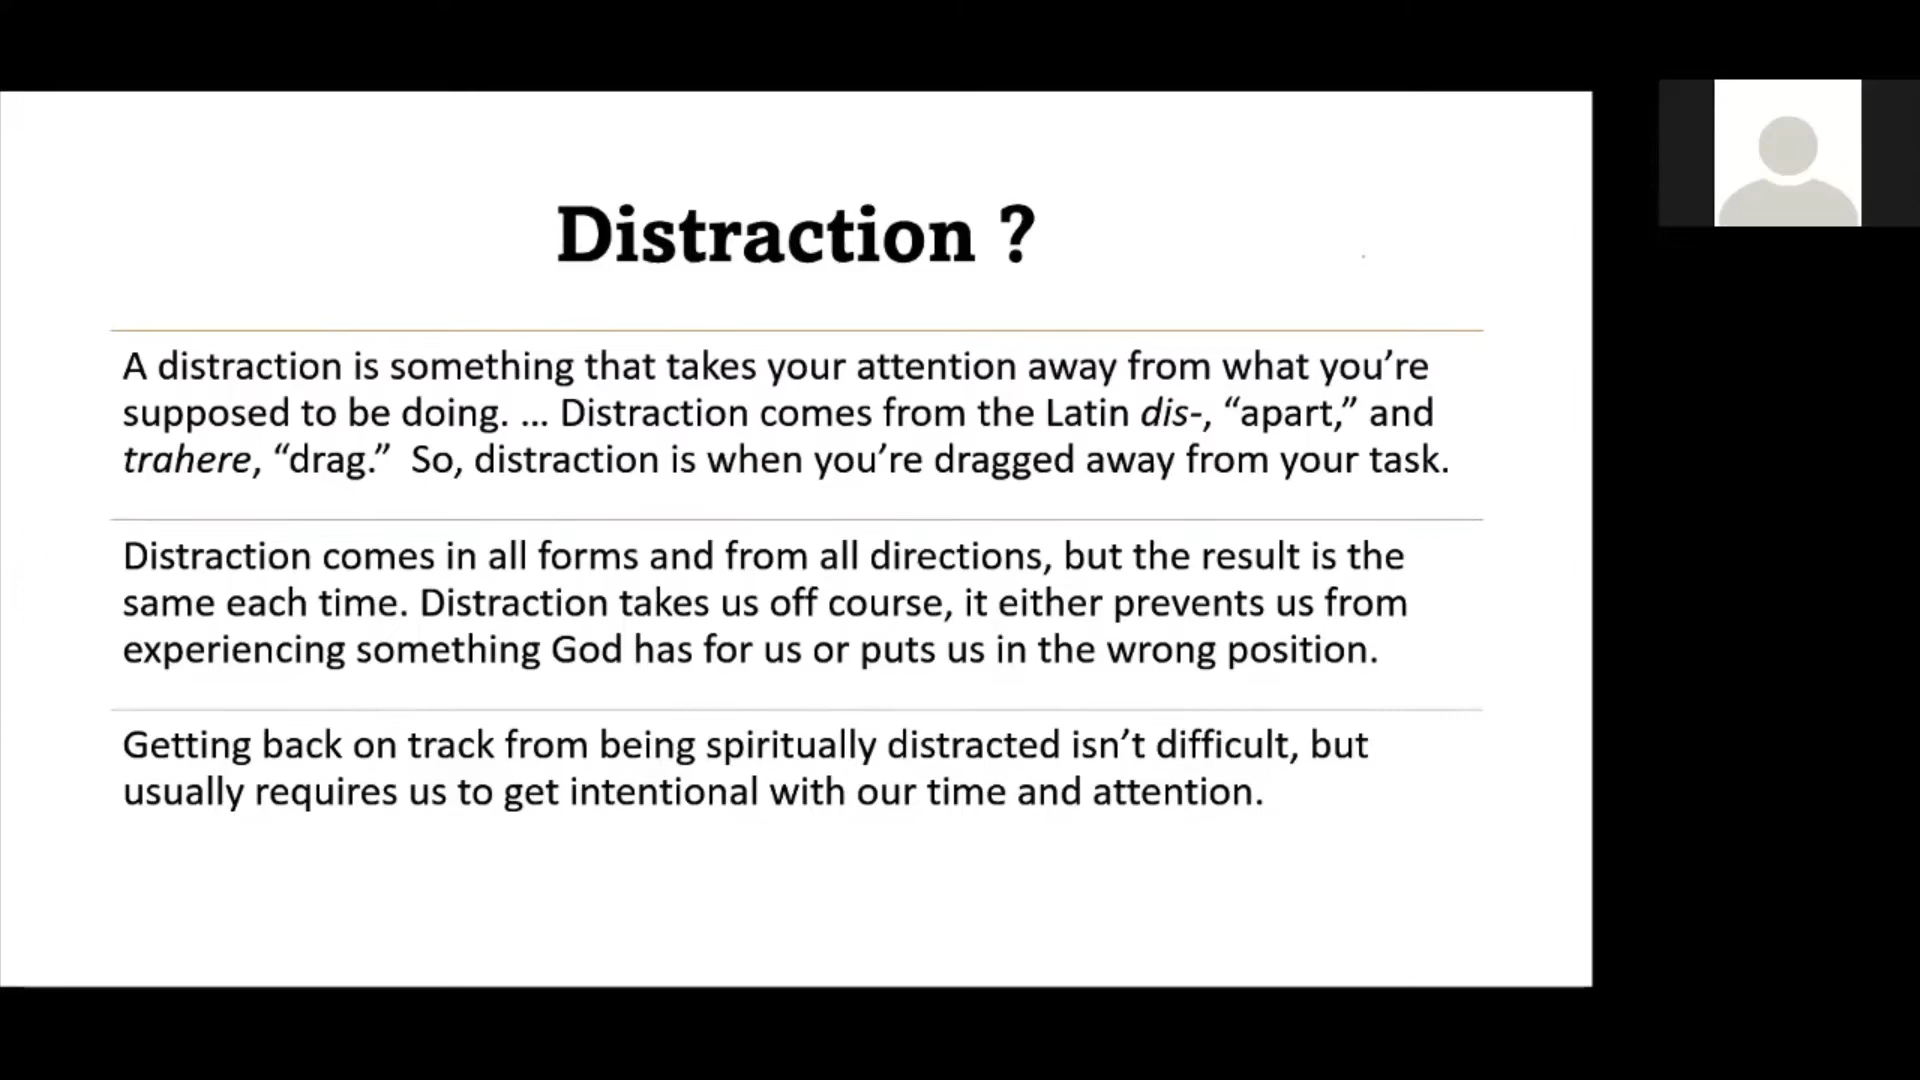 Distraction ?
A distraction is something that takes your attention away from what you’re
supposed to be doing. ... Distraction comes from the Latin dis-, “apart,” and
trahere, “drag.”  So, distraction is when you’re dragged away from your task.
Distraction comes in all forms and from all directions, but the result is the
same each time. Distraction takes us off course, it either prevents us from
experiencing something God has for us or puts us in the wrong position.
Getting back on track from being spiritually distracted isn’t difficult, but
usually requires us to get intentional with our time and attention.